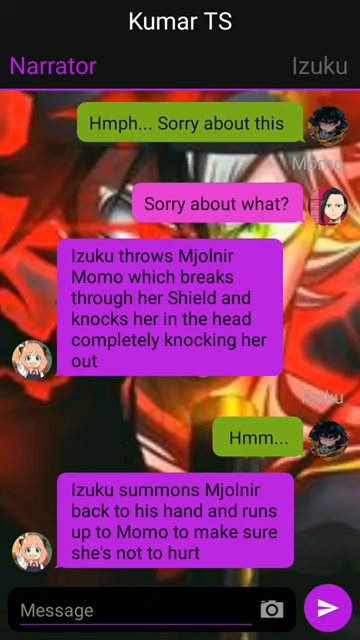 Kumar TS
Narrator
Izuku
Hmph... Sorry about this
Momo
Sorry about what?
Izuku throws Mjolnir
Momo which breaks
through her Shield and
knocks her in the head
completely knocking her
out
Izuku
Hmm...
Izuku summons Mjolnir
back to his hand and runs
up to Momo to make sure
she's not to hurt
Message